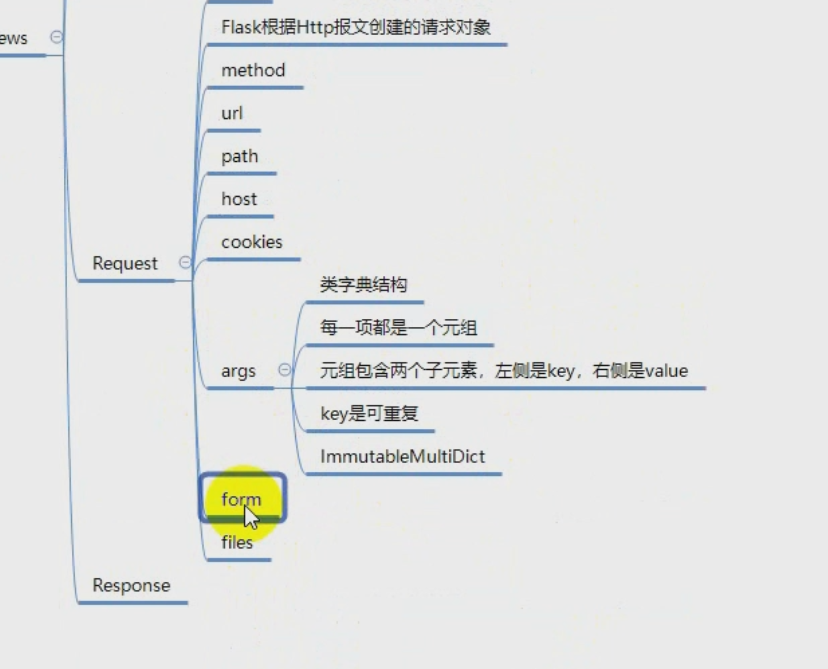 ews
Flask根据Http报文创建的请求对象
method
url
path
host
cookies
Request
类字典结构
每一项都是一个元组
args
元组包含两个子元素，左侧是key，右侧是value
key是可重复
ImmutableMultiDict
form
files
Response